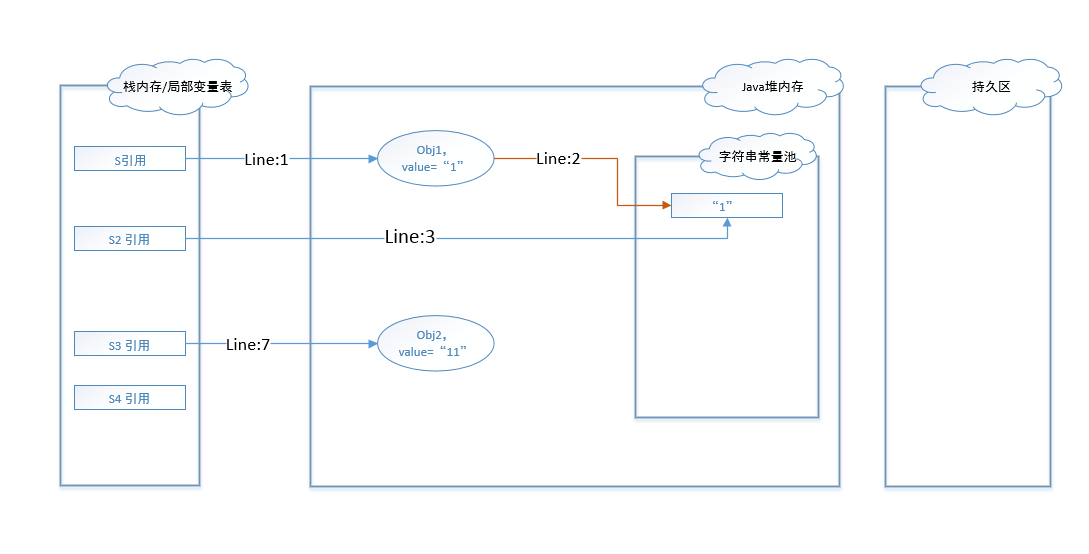 栈内存/局部变量表
Java堆内存
持久区
字符串常量池
S引用
Line:1
Obj1,
value=“1”
Line:2
“1”
S2 引用
Line:3
S3 引用
Line:7
Obj2,
value=“11”
S4 引用